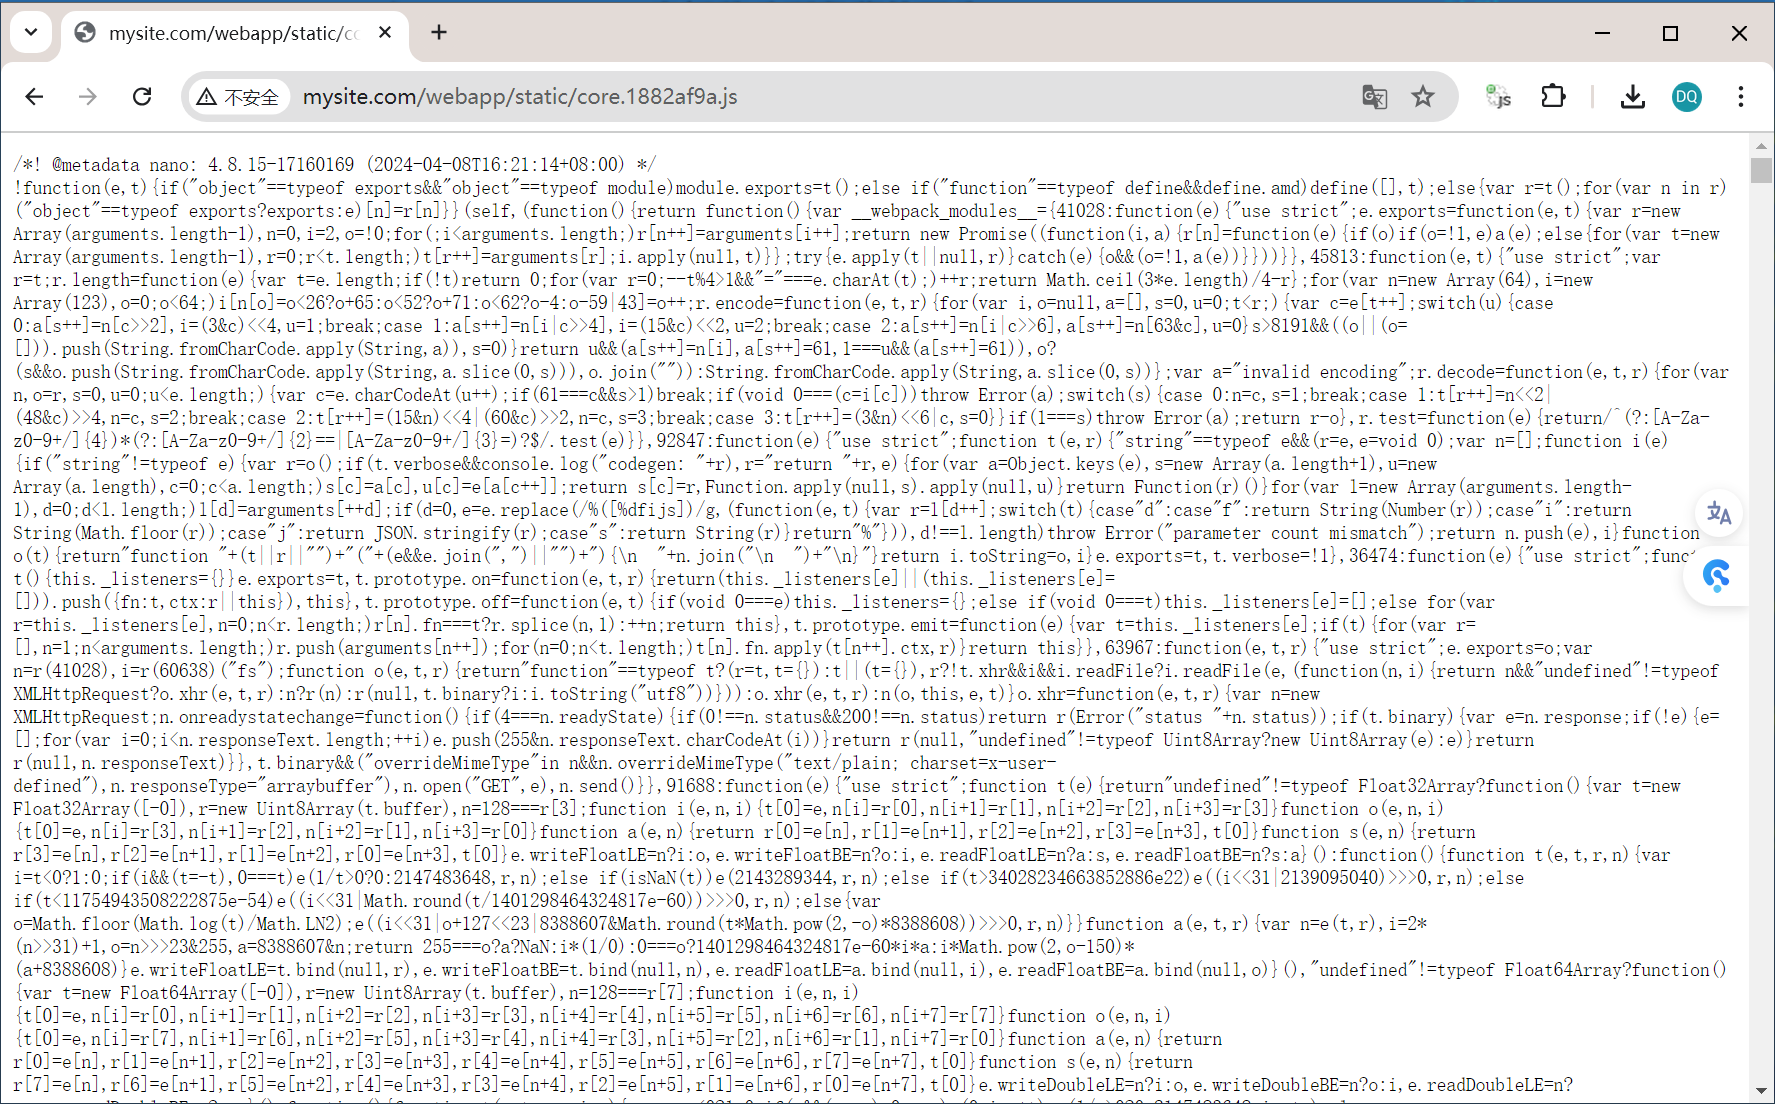 mysite.com/webapp/static/co
不安全
mysite.com/webapp/static/core.1882af9a.js
JS
DQ
/*! @metadata nano: 4.8.15-17160169 (2024-04-08T16:21:14+08:00) */
!function(e,t){if("object"==typeof exports&&"object"==typeof module)module.exports=t();else if("function"==typeof define&&define.amd)define([],t);else{var r=t();for(var n in r)
("object"==typeof exports?exports:e)[n]=r[n]}}(self,(function(){return function(){var __webpack_modules__={41028:function(e){"use strict";e.exports=function(e,t){var r=new
Array(arguments.length-1),n=0,i=2,o=!0;for(;i<arguments.length;)r[n++]=arguments[i++];return new Promise((function(i,a){r[n]=function(e){if(o)if(o=!1,e)a(e);else{for(var t=new
Array(arguments.length-1),r=0;r<t.length;)t[r++]=arguments[r];i.apply(null,t)}};try{e.apply(t||null,r)}catch(e){o&&(o=!1,a(e))}}))}},45813:function(e,t){"use strict";var
r=t;r.length=function(e){var t=e.length;if(!t)return 0;for(var r=0;--t%4>1&&"="===e.charAt(t);)++r;return Math.ceil(3*e.length)/4-r};for(var n=new Array(64),i=new
Array(123),o=0;o<64;)i[n[o]=o<26?o+65:o<52?o+71:o<62?o-4:o-59|43]=o++;r.encode=function(e,t,r){for(var i,o=null,a=[],s=0,u=0;t<r;){var c=e[t++];switch(u){case
0:a[s++]=n[c>>2],i=(3&c)<<4,u=1;break;case 1:a[s++]=n[i|c>>4],i=(15&c)<<2,u=2;break;case 2:a[s++]=n[i|c>>6],a[s++]=n[63&c],u=0}s>8191&&((o||(o=
[])).push(String.fromCharCode.apply(String,a)),s=0)}return u&&(a[s++]=n[i],a[s++]=61,1===u&&(a[s++]=61)),o?
(s&&o.push(String.fromCharCode.apply(String,a.slice(0,s))),o.join("")):String.fromCharCode.apply(String,a.slice(0,s))};var a="invalid encoding";r.decode=function(e,t,r){for(var
n,o=r,s=0,u=0;u<e.length;){var c=e.charCodeAt(u++);if(61===c&&s>1)break;if(void 0===(c=i[c]))throw Error(a);switch(s){case 0:n=c,s=1;break;case 1:t[r++]=n<<2|
(48&c)>>4,n=c,s=2;break;case 2:t[r++]=(15&n)<<4|(60&c)>>2,n=c,s=3;break;case 3:t[r++]=(3&n)<<6|c,s=0}}if(1===s)throw Error(a);return r-o},r.test=function(e){return/^(?:[A-Za-
z0-9+/]{4})*(?:[A-Za-z0-9+/]{2}==|[A-Za-z0-9+/]{3}=)?$/.test(e)}},92847:function(e){"use strict";function t(e,r){"string"==typeof e&&(r=e,e=void 0);var n=[];function i(e)
{if("string"!=typeof e){var r=o();if(t.verbose&&console.log("codegen: "+r),r="return "+r,e){for(var a=Object.keys(e),s=new Array(a.length+1),u=new
Array(a.length),c=0;c<a.length;)s[c]=a[c],u[c]=e[a[c++]];return s[c]=r,Function.apply(null,s).apply(null,u)}return Function(r)()}for(var l=new Array(arguments.length-
1),d=0;d<l.length;)l[d]=arguments[++d];if(d=0,e=e.replace(/%([%dfijs])/g,(function(e,t){var r=l[d++];switch(t){case"d":case"f":return String(Number(r));case"i":return
String(Math.floor(r));case"j":return JSON.stringify(r);case"s":return String(r)}return"%"})),d!==l.length)throw Error("parameter count mismatch");return n.push(e),i}function
o(t){return"function "+(t||r||"")+"("+(e&&e.join(",")||"")+"){\n  "+n.join("\n  ")+"\n}"}return i.toString=o,i}e.exports=t,t.verbose=!1},36474:function(e){"use strict";func
t(){this._listeners={}}e.exports=t,t.prototype.on=function(e,t,r){return(this._listeners[e]||(this._listeners[e]=
[])).push({fn:t,ctx:r||this}),this},t.prototype.off=function(e,t){if(void 0===e)this._listeners={};else if(void 0===t)this._listeners[e]=[];else for(var
r=this._listeners[e],n=0;n<r.length;)r[n].fn===t?r.splice(n,1):++n;return this},t.prototype.emit=function(e){var t=this._listeners[e];if(t){for(var r=
[],n=1;n<arguments.length;)r.push(arguments[n++]);for(n=0;n<t.length;)t[n].fn.apply(t[n++].ctx,r)}return this}},63967:function(e,t,r){"use strict";e.exports=o;var
n=r(41028),i=r(60638)("fs");function o(e,t,r){return"function"==typeof t?(r=t,t={}):t||(t={}),r?!t.xhr&&i&&i.readFile?i.readFile(e,(function(n,i){return n&&"undefined"!=typeof
XMLHttpRequest?o.xhr(e,t,r):n?r(n):r(null,t.binary?i:i.toString("utf8"))})):o.xhr(e,t,r):n(o,this,e,t)}o.xhr=function(e,t,r){var n=new
XMLHttpRequest;n.onreadystatechange=function(){if(4===n.readyState){if(0!==n.status&&200!==n.status)return r(Error("status "+n.status));if(t.binary){var e=n.response;if(!e){e=
[];for(var i=0;i<n.responseText.length;++i)e.push(255&n.responseText.charCodeAt(i))}return r(null,"undefined"!=typeof Uint8Array?new Uint8Array(e):e)}return
r(null,n.responseText)}},t.binary&&("overrideMimeType"in n&&n.overrideMimeType("text/plain; charset=x-user-
defined"),n.responseType="arraybuffer"),n.open("GET",e),n.send()}},91688:function(e){"use strict";function t(e){return"undefined"!=typeof Float32Array?function(){var t=new
Float32Array([-0]),r=new Uint8Array(t.buffer),n=128===r[3];function i(e,n,i){t[0]=e,n[i]=r[0],n[i+1]=r[1],n[i+2]=r[2],n[i+3]=r[3]}function o(e,n,i)
{t[0]=e,n[i]=r[3],n[i+1]=r[2],n[i+2]=r[1],n[i+3]=r[0]}function a(e,n){return r[0]=e[n],r[1]=e[n+1],r[2]=e[n+2],r[3]=e[n+3],t[0]}function s(e,n){return
r[3]=e[n],r[2]=e[n+1],r[1]=e[n+2],r[0]=e[n+3],t[0]}e.writeFloatLE=n?i:o,e.writeFloatBE=n?o:i,e.readFloatLE=n?a:s,e.readFloatBE=n?s:a}():function(){function t(e,t,r,n){var
i=t<0?1:0;if(i&&(t=-t),0===t)e(1/t>0?0:2147483648,r,n);else if(isNaN(t))e(2143289344,r,n);else if(t>34028234663852886e22)e((i<<31|2139095040)>>>0,r,n);else
if(t<11754943508222875e-54)e((i<<31|Math.round(t/1401298464324817e-60))>>>0,r,n);else{var
o=Math.floor(Math.log(t)/Math.LN2);e((i<<31|o+127<<23|8388607&Math.round(t*Math.pow(2,-o)*8388608))>>>0,r,n)}}function a(e,t,r){var n=e(t,r),i=2*
(n>>31)+1,o=n>>>23&255,a=8388607&n;return 255===o?a?NaN:i*(1/0):0===o?1401298464324817e-60*i*a:i*Math.pow(2,o-150)*
(a+8388608)}e.writeFloatLE=t.bind(null,r),e.writeFloatBE=t.bind(null,n),e.readFloatLE=a.bind(null,i),e.readFloatBE=a.bind(null,o)}(),"undefined"!=typeof Float64Array?function()
{var t=new Float64Array([-0]),r=new Uint8Array(t.buffer),n=128===r[7];function i(e,n,i)
{t[0]=e,n[i]=r[0],n[i+1]=r[1],n[i+2]=r[2],n[i+3]=r[3],n[i+4]=r[4],n[i+5]=r[5],n[i+6]=r[6],n[i+7]=r[7]}function o(e,n,i)
{t[0]=e,n[i]=r[7],n[i+1]=r[6],n[i+2]=r[5],n[i+3]=r[4],n[i+4]=r[3],n[i+5]=r[2],n[i+6]=r[1],n[i+7]=r[0]}function a(e,n){return
r[0]=e[n],r[1]=e[n+1],r[2]=e[n+2],r[3]=e[n+3],r[4]=e[n+4],r[5]=e[n+5],r[6]=e[n+6],r[7]=e[n+7],t[0]}function s(e,n){return
r[7]=e[n],r[6]=e[n+1],r[5]=e[n+2],r[4]=e[n+3],r[3]=e[n+4],r[2]=e[n+5],r[1]=e[n+6],r[0]=e[n+7],t[0]}e.writeDoubleLE=n?i:o,e.writeDoubleBE=n?o:i,e.readDoubleLE=n?